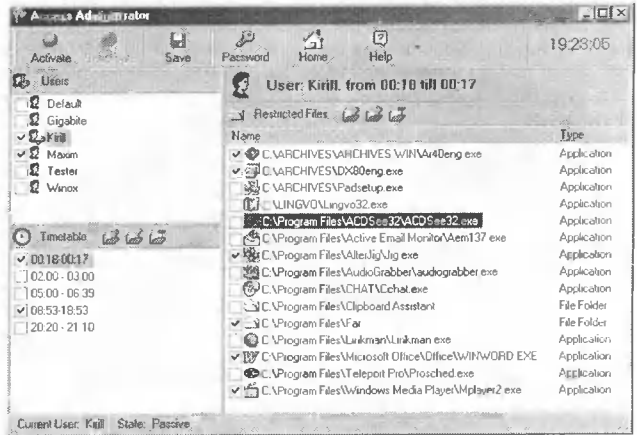 Access Administrator
Activate
Save
Password
Home
Help
19:23:05
Users
Default
Gigabite
Kirill
Maxim
Tester
Winox
Timetable
00:18-00:17
02:00 - 03:00
05:00 - 06:39
08:53-18:53
20:20 - 21:10
User: Kirill. from 00:18 till 00:17
Restricted Files
Name Type
C:\ARCHIVES\ARCHIVES WIN\Ar40eng.exe Application
C:\ARCHIVES\DX80eng.exe Application
C:\ARCHIVES\Padsetup.exe Application
C:\LINGVO\Lingvo32.exe Application
C:\Program Files\ACDSee32\ACDSee32.exe Application
C:\Program Files\Active Email Monitor\Aem137.exe Application
C:\Program Files\AlterJig\Jig.exe Application
C:\Program Files\AudioGrabber\audiograbber.exe Application
C:\Program Files\CHAT\Cchat.exe Application
C:\Program Files\Clipboard Assistant File Folder
C:\Program Files\Far File Folder
C:\Program Files\Linkman\Linkman.exe Application
C:\Program Files\Microsoft Office\Office\WINWORD.EXE Application
C:\Program Files\Teleport Pro\Prosched.exe Application
C:\Program Files\Windows Media Player\Mplayer2.exe Application
Current User: Kirill State: Passive